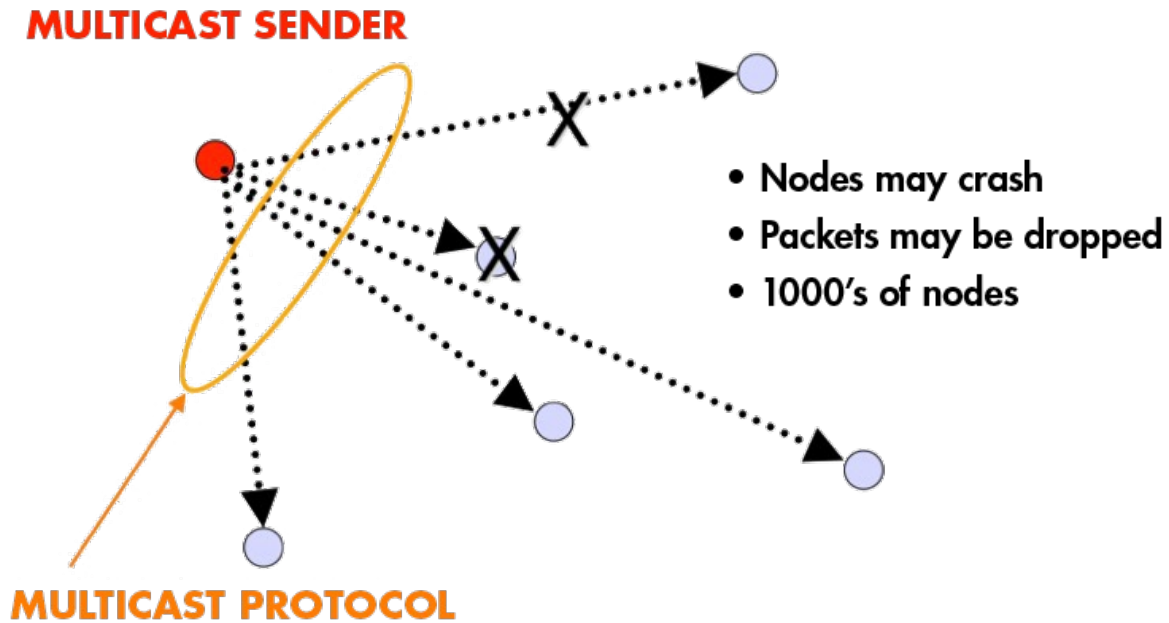 MULTICAST SENDER
X
X
• Nodes may crash
• Packets may be dropped
• 1000’s of nodes
MULTICAST PROTOCOL